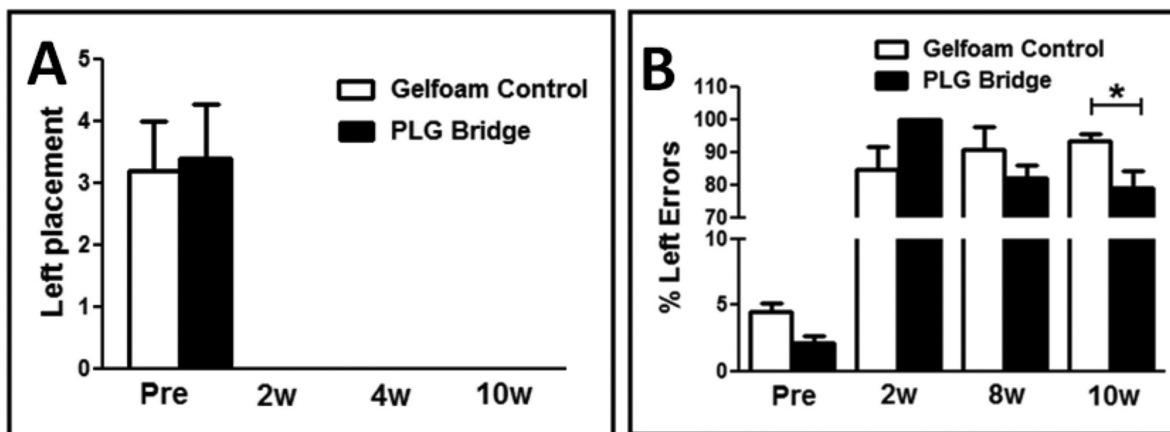 A
Left placement
5
4
3
2
1
0
Gelfoam Control
PLG Bridge
Pre 2w 4w 10w
B
% Left Errors
Gelfoam Control
PLG Bridge
110
100
90
80
70
10
5
0
*
Pre 2w 8w 10w